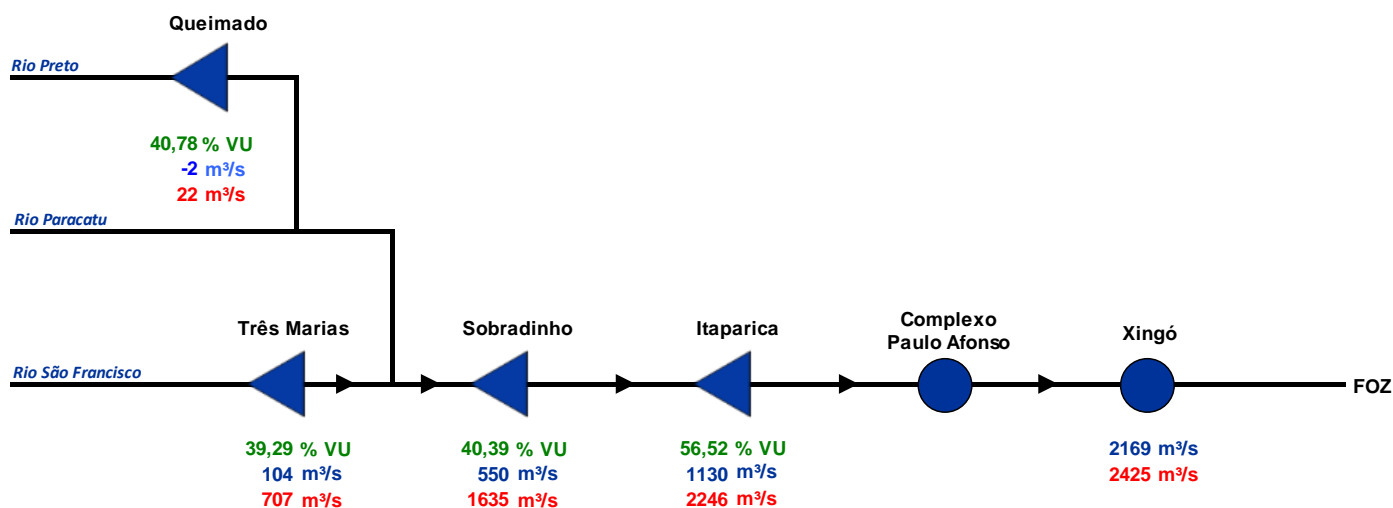 Queimado
Rio Preto
40,78 % VU
-2 m³/s
22 m³/s
Rio Paracatu
Três Marias
Sobradinho
Itaparica
Complexo
Paulo Afonso
Xingó
Rio São Francisco
FOZ
39,29 % VU
104 m³/s
707 m³/s
40,39 % VU
550 m³/s
1635 m³/s
56,52 % VU
1130 m³/s
2246 m³/s
2169 m³/s
2425 m³/s